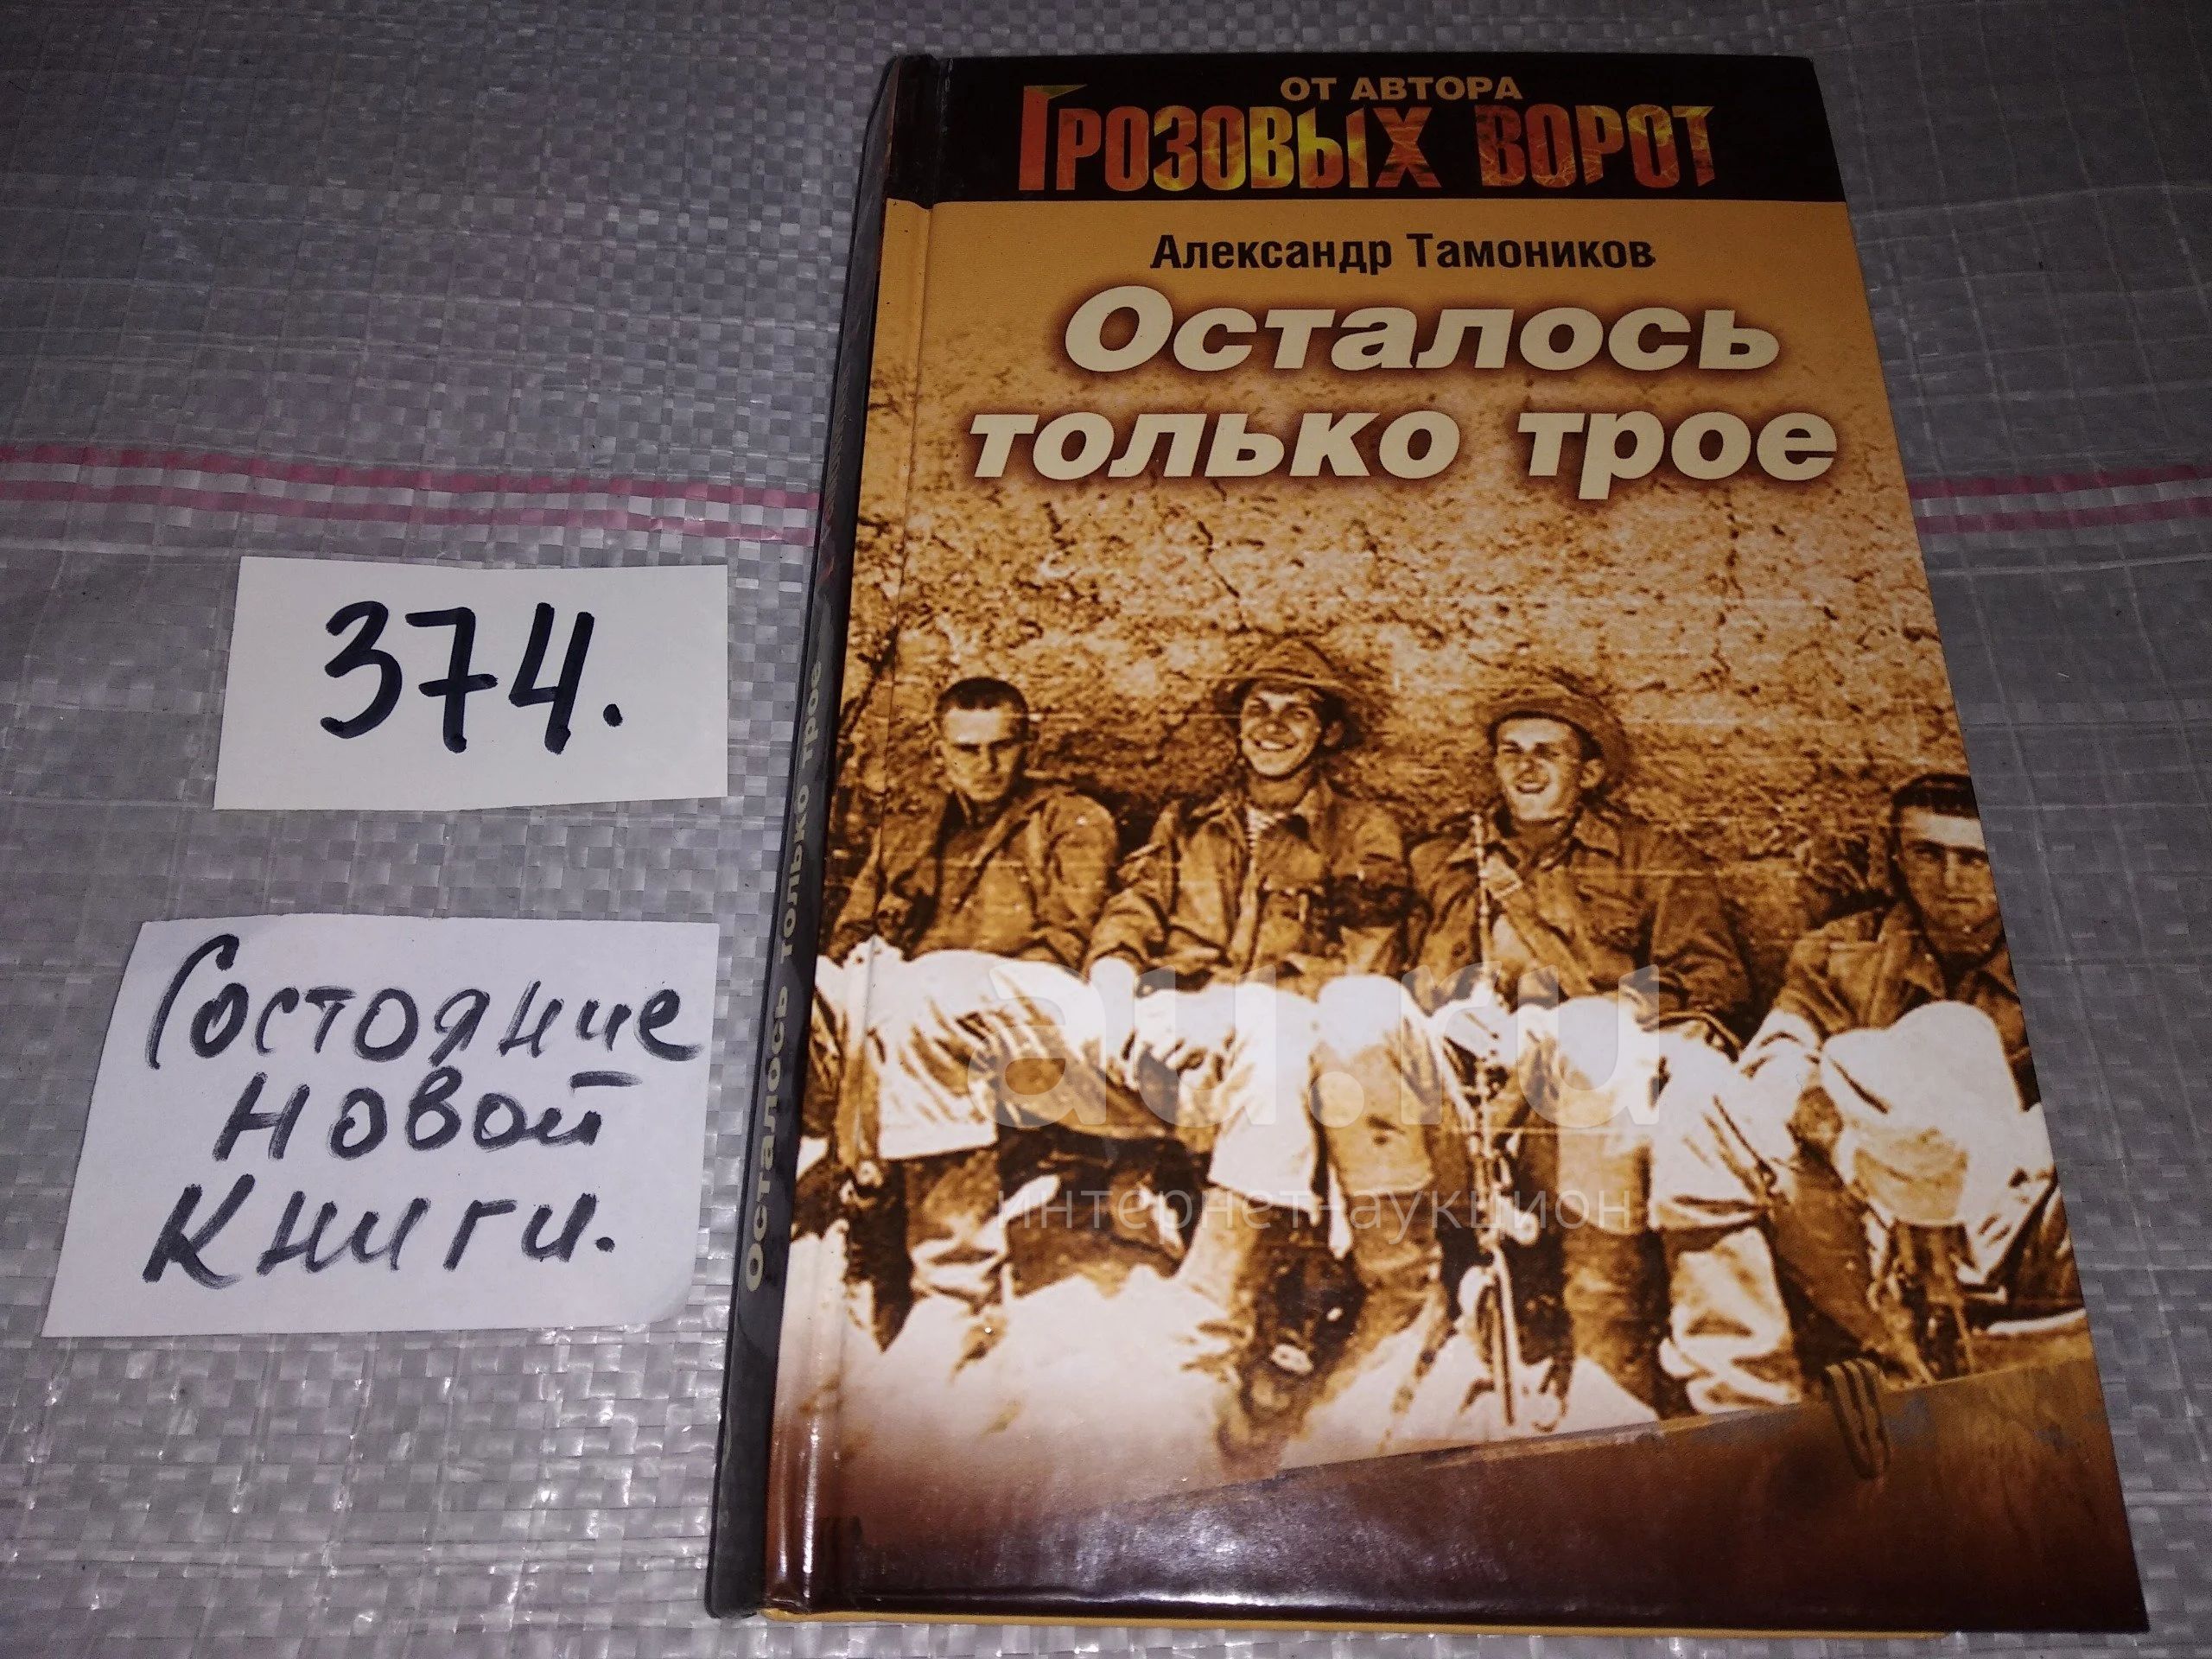 ОТ АВТОРА
ГРОЗОВЫХ ВОРОТ
Александр Тамоников
Осталось
только трое
374.
Состояние
новой
книги.
Осталось только трое
au.ru
интернет-аукцион